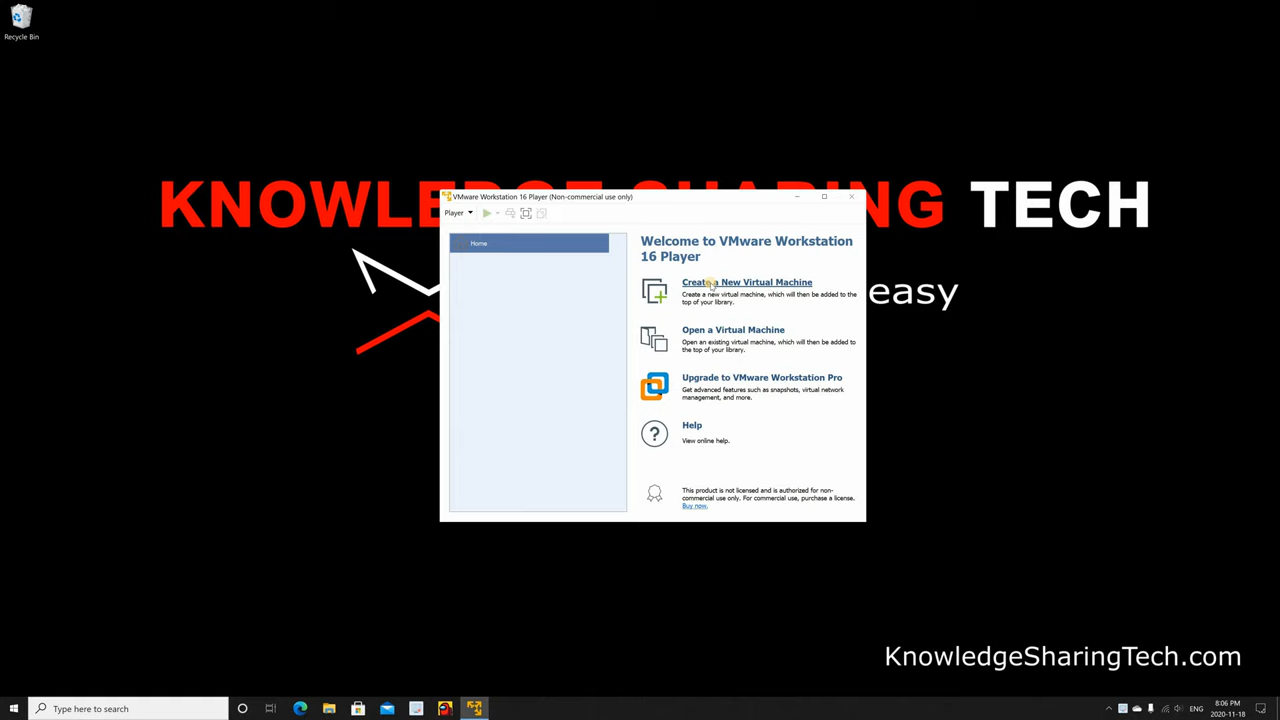 Recycle Bin
KNOWLEDGE SHARING TECH
easy
VMware Workstation 16 Player (Non-commercial use only)
Player
Home
Welcome to VMware Workstation
16 Player
Create a New Virtual Machine
Create a new virtual machine, which will then be added to the
top of your library.
Open a Virtual Machine
Open an existing virtual machine, which will then be added
to the top of your library.
Upgrade to VMware Workstation Pro
Get advanced features such as snapshots, virtual network
management, and more.
Help
View online help.
This product is not licensed and is authorized for non-
commercial use only. For commercial use, purchase a license.
Buy now.
KnowledgeSharingTech.com
Type here to search
ENG
8:06 PM
2020-11-18